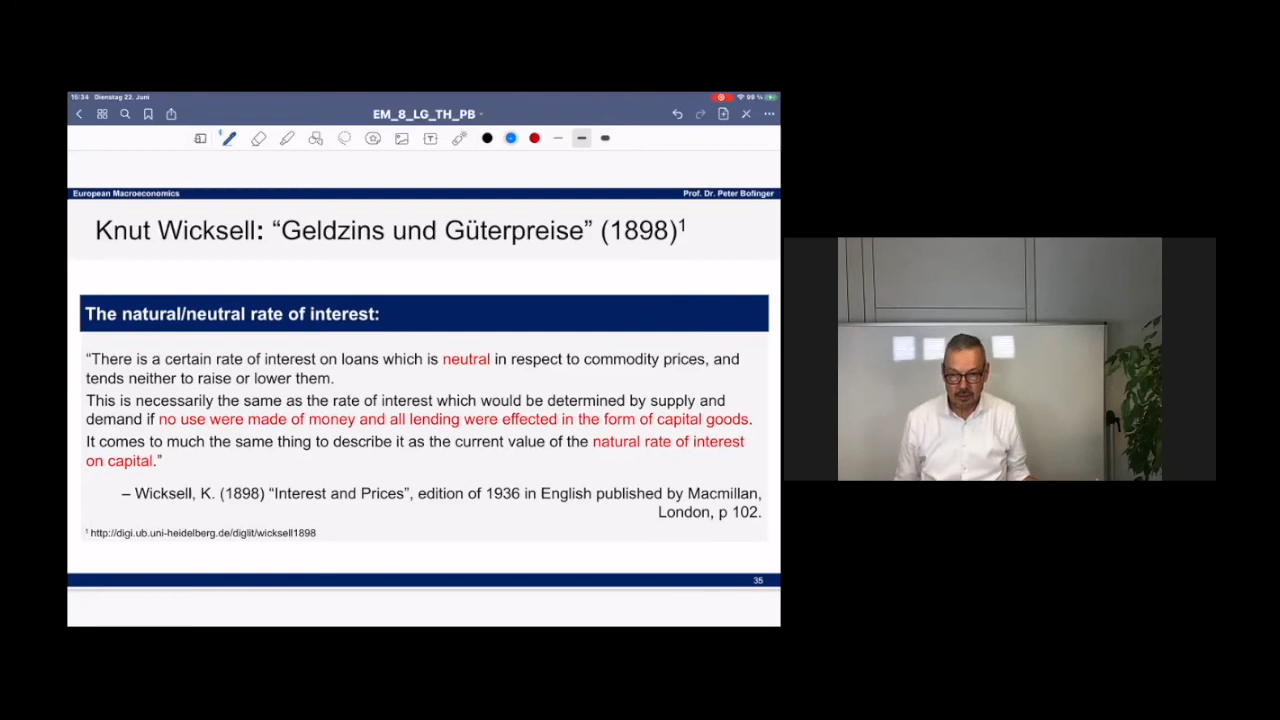 15:34 Dienstag 22. Juni
99 %
EM_8_LG_TH_PB
European Macroeconomics
Prof. Dr. Peter Bofinger
Knut Wicksell: “Geldzins und Güterpreise” (1898)¹
The natural/neutral rate of interest:
“There is a certain rate of interest on loans which is neutral in respect to commodity prices, and
tends neither to raise or lower them.
This is necessarily the same as the rate of interest which would be determined by supply and
demand if no use were made of money and all lending were effected in the form of capital goods.
It comes to much the same thing to describe it as the current value of the natural rate of interest
on capital.”
– Wicksell, K. (1898) “Interest and Prices”, edition of 1936 in English published by Macmillan,
London, p 102.
¹ http://digi.ub.uni-heidelberg.de/diglit/wicksell1898
35